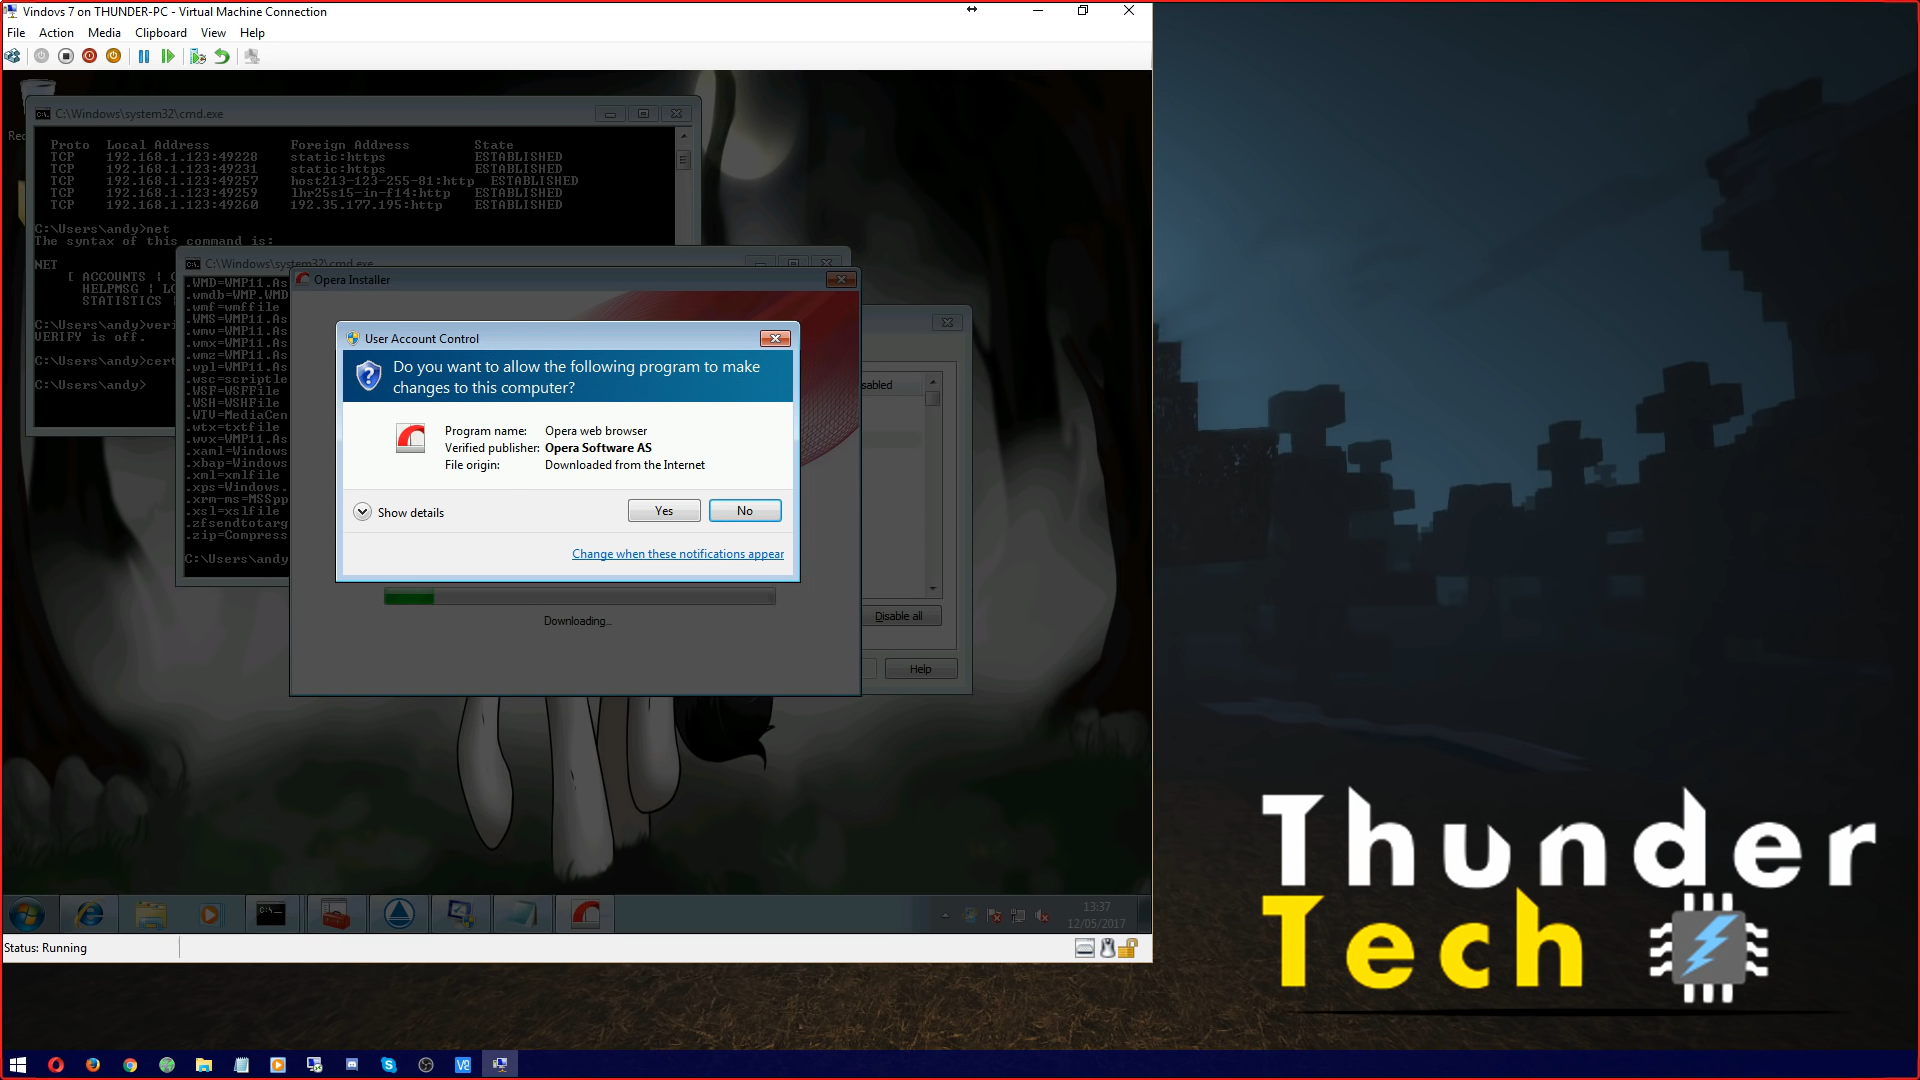 Vindovs 7 on THUNDER-PC - Virtual Machine Connection
File Action Media Clipboard View Help
C:\Windows\system32\cmd.exe
Rec
Proto Local Address Foreign Address State
TCP 192.168.1.123:49228 static:https ESTABLISHED
TCP 192.168.1.123:49231 static:https ESTABLISHED
TCP 192.168.1.123:49257 host213-123-255-81:http ESTABLISHED
TCP 192.168.1.123:49259 lhr25s15-in-f14:http ESTABLISHED
TCP 192.168.1.123:49260 192.35.177.195:http ESTABLISHED
C:\Users\andy>net
The syntax of this command is:
NET
[ ACCOUNTS |
HELPMSG |
STATISTICS |
C:\Users\andy>veri
VERIFY is off.
C:\Users\andy>cert
C:\Users\andy>
C:\Windows\system32\cmd.exe
.WMD=WMP11.As
.wmdb=WMP.WMD
.wmf=wmffile
.WMS=WMP11.As
.wmv=WMP11.As
.wmx=WMP11.As
.wmz=WMP11.As
.wpl=WMP11.As
.wsc=scriptle
.WSF=WSFFile
.WSH=WSHFile
.WTV=MediaCen
.wtx=txtfile
.wvx=WMP11.As
.xaml=Windows
.xbap=Windows
.xml=xmlfile
.xps=Windows.
.xrm-ms=MSSpp
.xsl=xslfile
.zfsendtotarg
.zip=Compress
C:\Users\andy
Opera Installer
User Account Control
Do you want to allow the following program to make
changes to this computer?
Program name: Opera web browser
Verified publisher: Opera Software AS
File origin: Downloaded from the Internet
Show details
Yes
No
Change when these notifications appear
Downloading...
sabled
Disable all
Help
13:37
12/05/2017
Status: Running
Thunder
Tech